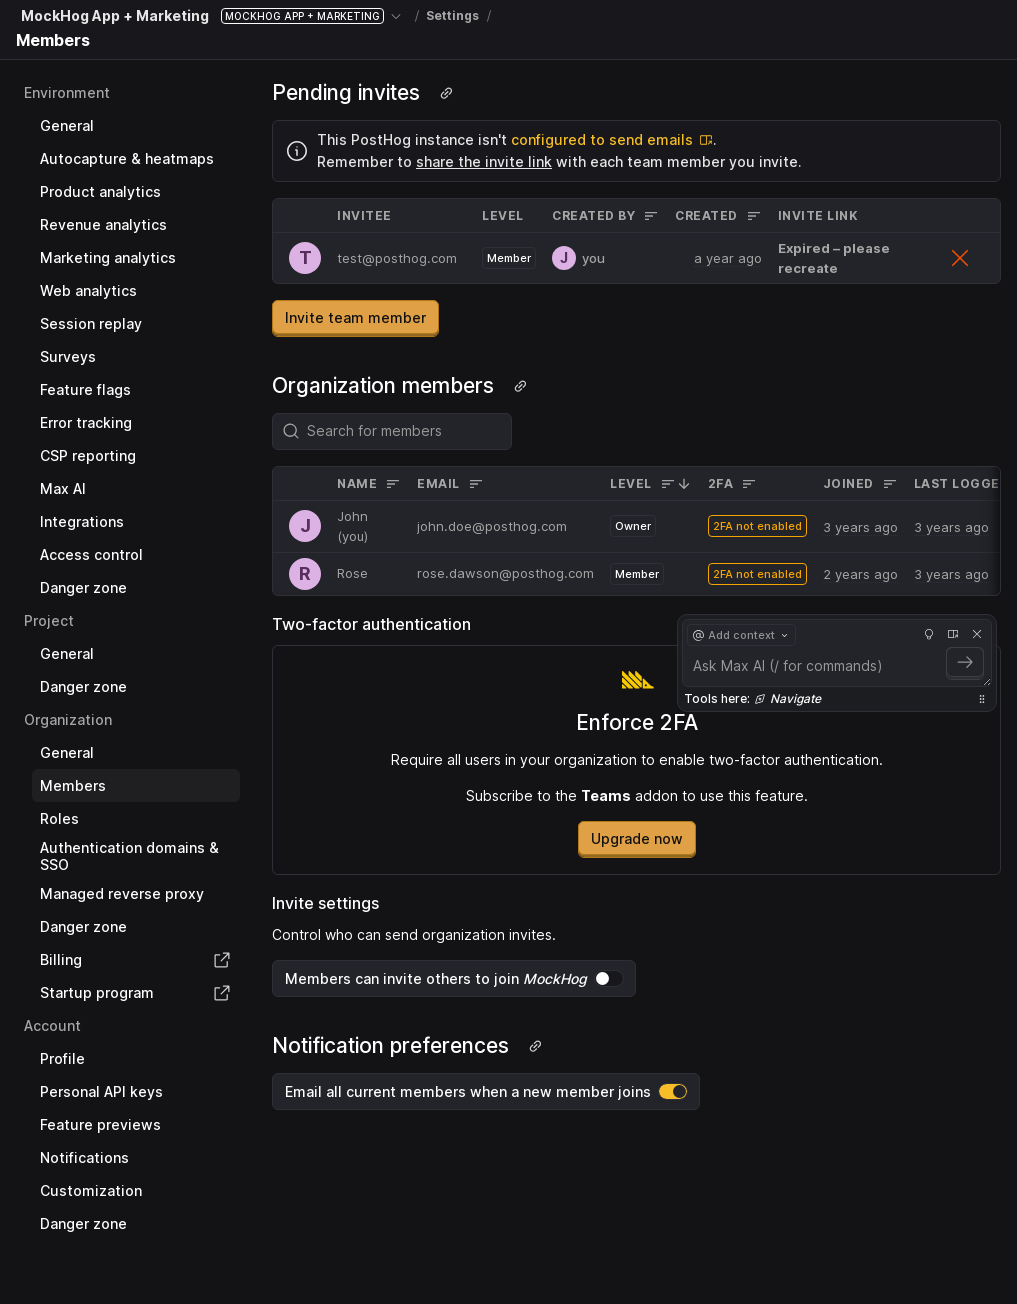 MockHog App + Marketing MOCKHOG APP + MARKETING / Settings /
Members
Environment
General
Autocapture & heatmaps
Product analytics
Revenue analytics
Marketing analytics
Web analytics
Session replay
Surveys
Feature flags
Error tracking
CSP reporting
Max AI
Integrations
Access control
Danger zone
Project
General
Danger zone
Organization
General
Members
Roles
Authentication domains &
SSO
Managed reverse proxy
Danger zone
Billing
Startup program
Account
Profile
Personal API keys
Feature previews
Notifications
Customization
Danger zone
Pending invites
This PostHog instance isn't configured to send emails.
Remember to share the invite link with each team member you invite.
INVITEE LEVEL CREATED BY CREATED INVITE LINK
T test@posthog.com Member J you a year ago Expired – please
recreate
Invite team member
Organization members
Search for members
NAME EMAIL LEVEL 2FA JOINED LAST LOGGE
J John
(you) john.doe@posthog.com Owner 2FA not enabled 3 years ago 3 years ago
R Rose rose.dawson@posthog.com Member 2FA not enabled 2 years ago 3 years ago
Two-factor authentication
@ Add context
Ask Max AI (/ for commands)
Tools here: Navigate
Enforce 2FA
Require all users in your organization to enable two-factor authentication.
Subscribe to the Teams addon to use this feature.
Upgrade now
Invite settings
Control who can send organization invites.
Members can invite others to join MockHog
Notification preferences
Email all current members when a new member joins